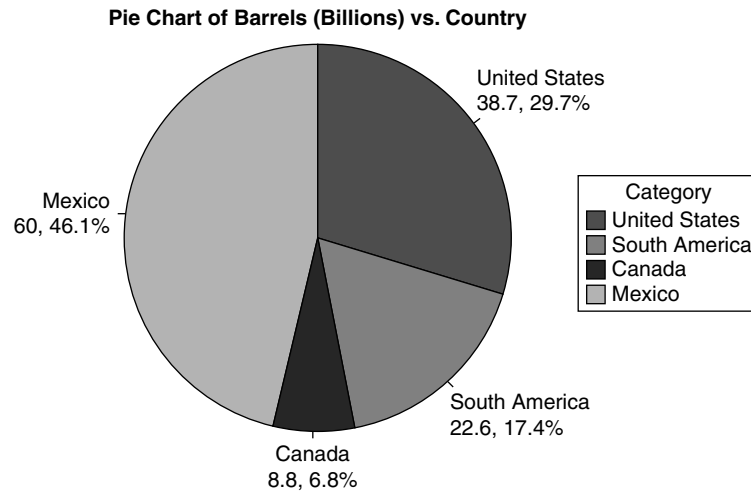 Pie Chart of Barrels (Billions) vs. Country
United States
38.7, 29.7%
Mexico
60, 46.1%
South America
22.6, 17.4%
Canada
8.8, 6.8%
Category
United States
South America
Canada
Mexico